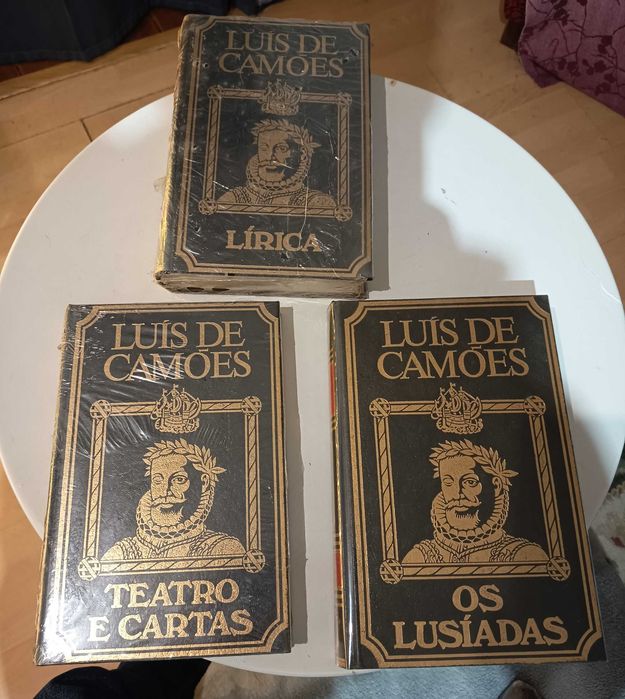 LUÍS DE
CAMÕES
LÍRICA
LUÍS DE
CAMÕES
TEATRO
E CARTAS
LUÍS DE
CAMÕES
OS
LUSÍADAS